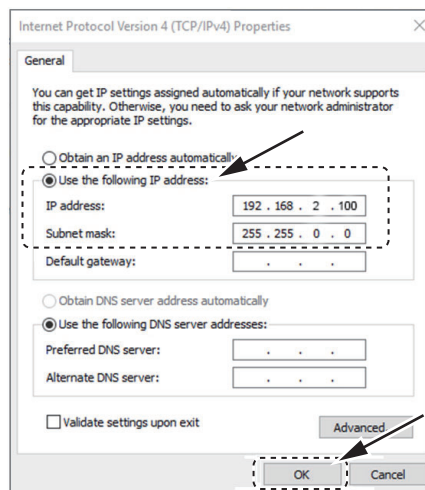 Internet Protocol Version 4 (TCP/IPv4) Properties
General
You can get IP settings assigned automatically if your network supports
this capability. Otherwise, you need to ask your network administrator
for the appropriate IP settings.
Obtain an IP address automatically
Use the following IP address:
IP address: 192 . 168 . 2 . 100
Subnet mask: 255 . 255 . 0 . 0
Default gateway: . . .
Obtain DNS server address automatically
Use the following DNS server addresses:
Preferred DNS server: . . .
Alternate DNS server: . . .
Validate settings upon exit
Advanced...
OK Cancel